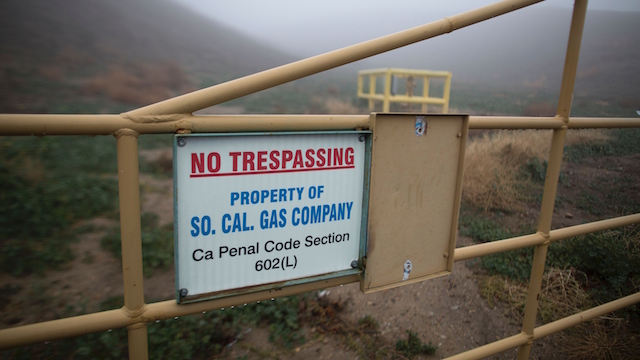 NO TRESPASSING
PROPERTY OF
SO. CAL. GAS COMPANY
Ca Penal Code Section
602(L)